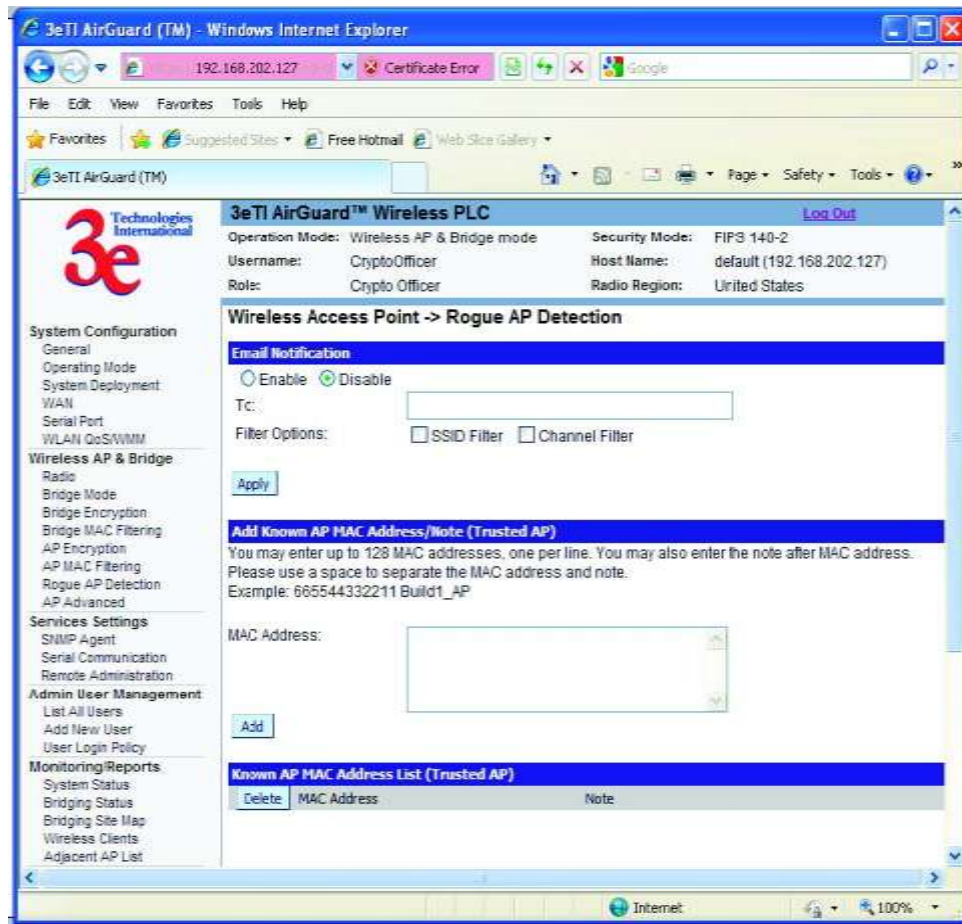 3eTI AirGuard (TM) - Windows Internet Explorer
192.168.202.127 Certificate Error Google
File Edit View Favorites Tools Help
Favorites Suggested Sites Free Hotmail Web Slice Gallery
3eTI AirGuard (TM) Page Safety Tools
3e Technologies International
3eTI AirGuard™ Wireless PLC Log Out
Operation Mode: Wireless AP & Bridge mode Security Mode: FIPS 140-2
Username: CryptoOfficer Host Name: default (192.168.202.127)
Role: Crypto Officer Radio Region: United States
System Configuration
General
Operating Mode
System Deployment
WAN
Serial Port
WLAN QoS/WMM
Wireless AP & Bridge
Radio
Bridge Mode
Bridge Encryption
Bridge MAC Filtering
AP Encryption
AP MAC Filtering
Rogue AP Detection
AP Advanced
Services Settings
SNMP Agent
Serial Communication
Remote Administration
Admin User Management
List All Users
Add New User
User Login Policy
Monitoring/Reports
System Status
Bridging Status
Bridging Site Map
Wireless Clients
Adjacent AP List
Wireless Access Point -> Rogue AP Detection
Email Notification
Enable Disable
To:
Filter Options: SSID Filter Channel Filter
Apply
Add Known AP MAC Address/Note (Trusted AP)
You may enter up to 128 MAC addresses, one per line. You may also enter the note after MAC address.
Please use a space to separate the MAC address and note.
Example: 665544332211 Build1_AP
MAC Address:
Add
Known AP MAC Address List (Trusted AP)
Delete MAC Address Note
Internet 100%